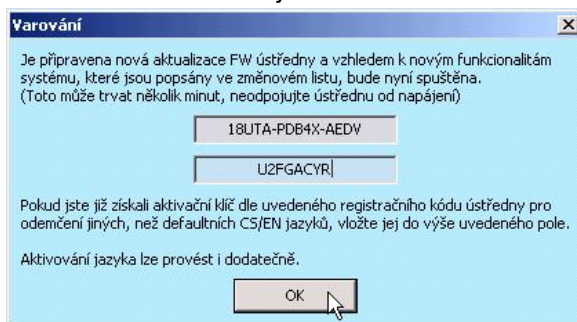 Varování
Je připravena nová aktualizace FW ústředny a vzhledem k novým funkcionalitám
systému, které jsou popsány ve změnovém listu, bude nyní spuštěna.
(Toto může trvat několik minut, neodpojujte ústřednu od napájení)
18UTA-PDB4X-AEDV
U2FGACYR
Pokud jste již získali aktivační klíč dle uvedeného registračního kódu ústředny pro
odemčení jiných, než defaultních CS/EN jazyků, vložte jej do výše uvedeného pole.
Aktivování jazyka lze provést i dodatečně.
OK